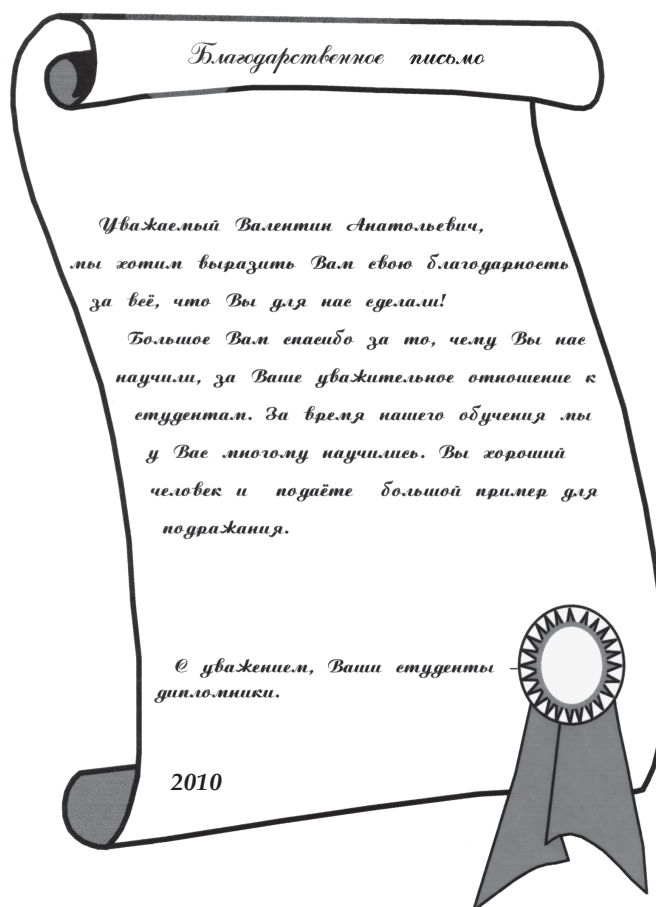 Благодарственное письмо
Уважаемый Валентин Анатольевич,
мы хотим выразить Вам свою благодарность
за всё, что Вы для нас сделали!
Большое Вам спасибо за то, чему Вы нас
научили, за Ваше уважительное отношение к
студентам. За время нашего обучения мы
у Вас многому научились. Вы хороший
человек и подаёте большой пример для
подражания.
С уважением, Ваши студенты –
дипломники.
2010